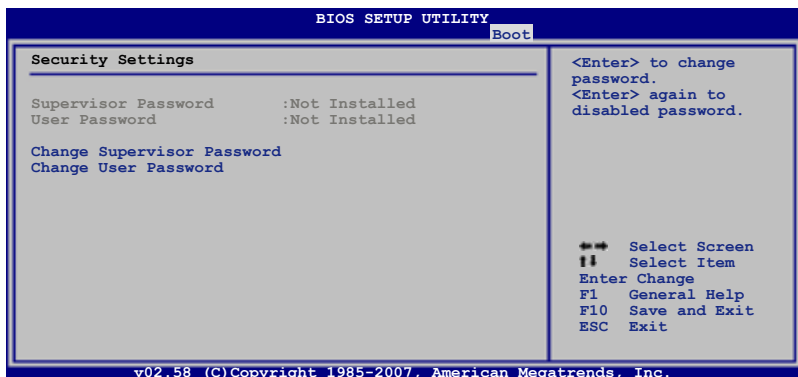 BIOS SETUP UTILITY
Boot
Security Settings
Supervisor Password :Not Installed
User Password :Not Installed
Change Supervisor Password
Change User Password
<Enter> to change
password.
<Enter> again to
disabled password.
←→ Select Screen
↑↓ Select Item
Enter Change
F1 General Help
F10 Save and Exit
ESC Exit
v02.58 (C)Copyright 1985-2007, American Megatrends, Inc.